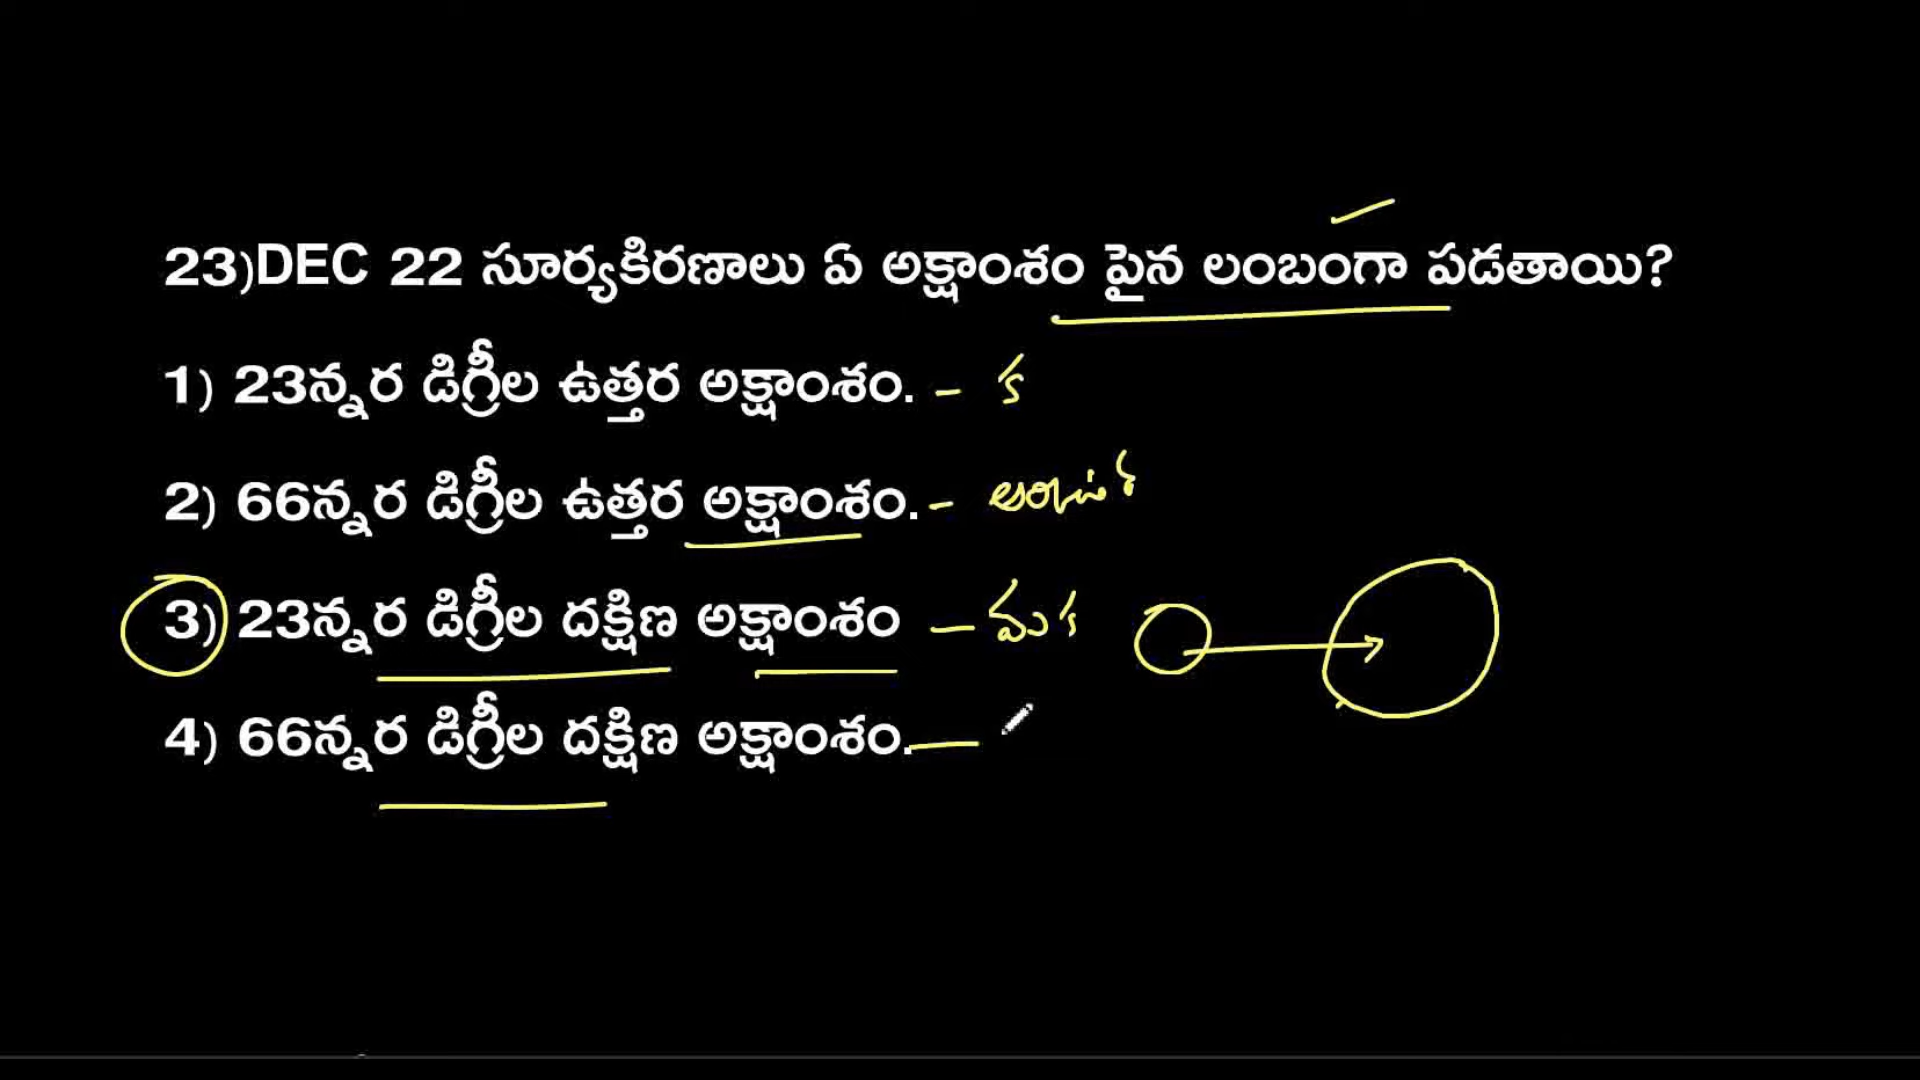 23)DEC 22 సూర్యకిరణాలు ఏ అక్షాంశం పైన లంబంగా పడతాయి?
1) 23న్నర డిగ్రీల ఉత్తర అక్షాంశం. - క
2) 66న్నర డిగ్రీల ఉత్తర అక్షాంశం. -
3) 23న్నర డిగ్రీల దక్షిణ అక్షాంశం - మక
4) 66న్నర డిగ్రీల దక్షిణ అక్షాంశం. -